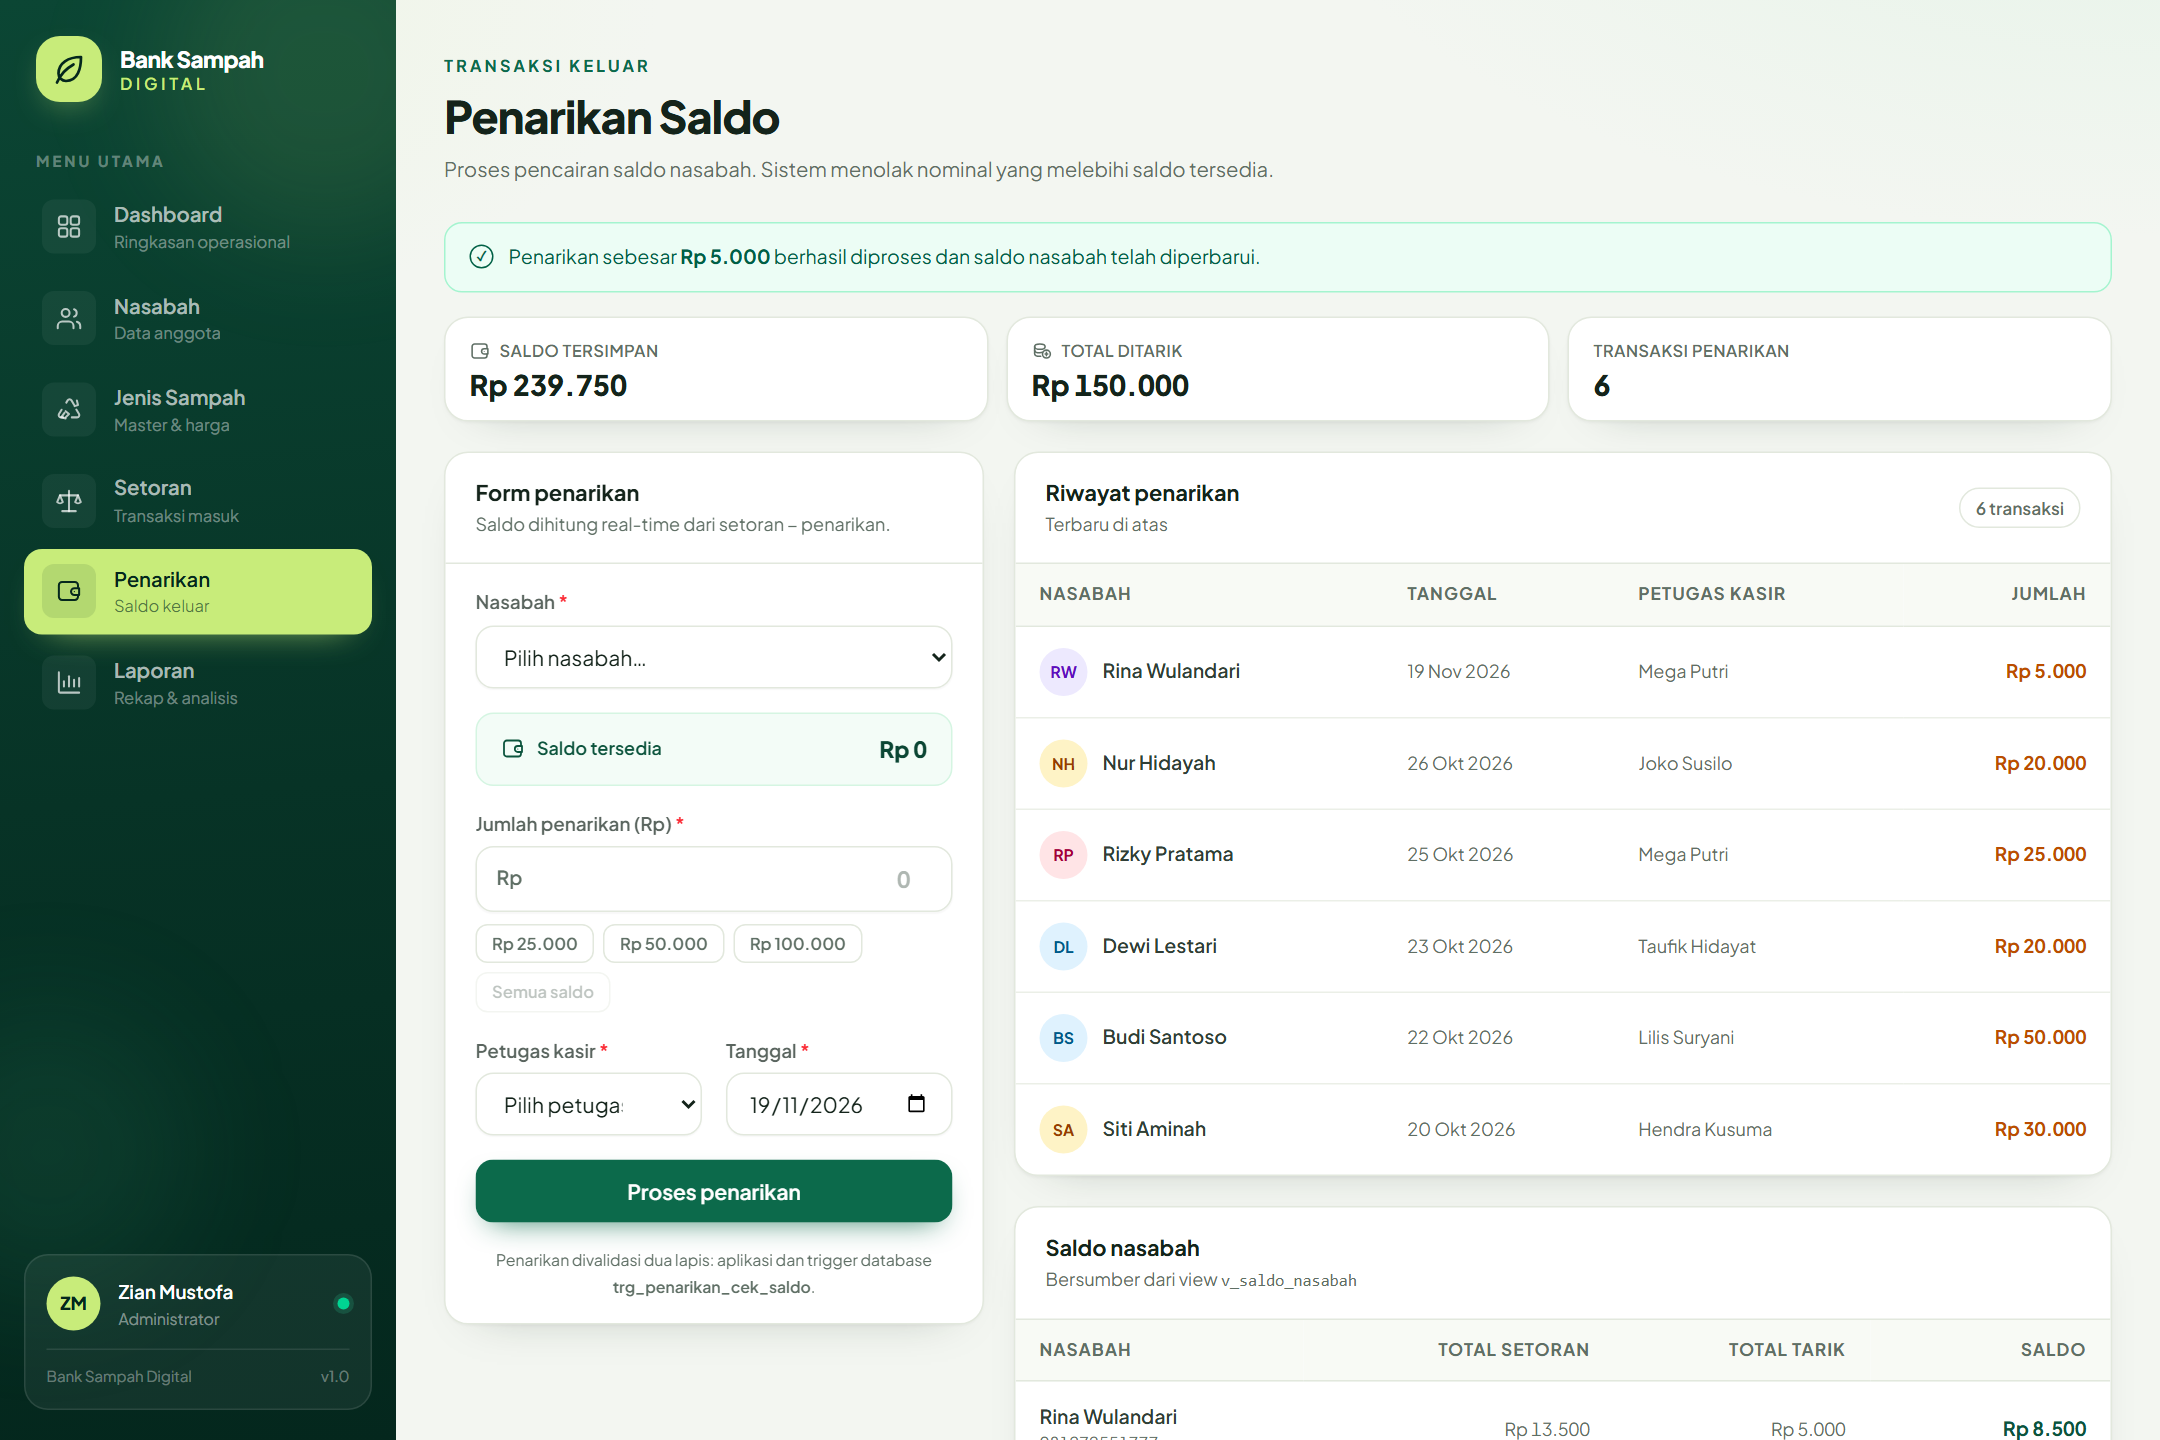 Bank Sampah
DIGITAL
MENU UTAMA
Dashboard
Ringkasan operasional
Nasabah
Data anggota
Jenis Sampah
Master & harga
Setoran
Transaksi masuk
Penarikan
Saldo keluar
Laporan
Rekap & analisis
ZM
Zian Mustofa
Administrator
Bank Sampah Digital v1.0
TRANSAKSI KELUAR
Penarikan Saldo
Proses pencairan saldo nasabah. Sistem menolak nominal yang melebihi saldo tersedia.
Penarikan sebesar Rp 5.000 berhasil diproses dan saldo nasabah telah diperbarui.
SALDO TERSIMPAN
Rp 239.750
TOTAL DITARIK
Rp 150.000
TRANSAKSI PENARIKAN
6
Form penarikan
Saldo dihitung real-time dari setoran – penarikan.
Nasabah *
Pilih nasabah...
Saldo tersedia Rp 0
Jumlah penarikan (Rp) *
Rp 0
Rp 25.000 Rp 50.000 Rp 100.000
Semua saldo
Petugas kasir * Tanggal *
Pilih petugas 19/11/2026
Proses penarikan
Penarikan divalidasi dua lapis: aplikasi dan trigger database
trg_penarikan_cek_saldo.
Riwayat penarikan
Terbaru di atas
6 transaksi
NASABAH TANGGAL PETUGAS KASIR JUMLAH
RW Rina Wulandari 19 Nov 2026 Mega Putri Rp 5.000
NH Nur Hidayah 26 Okt 2026 Joko Susilo Rp 20.000
RP Rizky Pratama 25 Okt 2026 Mega Putri Rp 25.000
DL Dewi Lestari 23 Okt 2026 Taufik Hidayat Rp 20.000
BS Budi Santoso 22 Okt 2026 Lilis Suryani Rp 50.000
SA Siti Aminah 20 Okt 2026 Hendra Kusuma Rp 30.000
Saldo nasabah
Bersumber dari view v_saldo_nasabah
NASABAH TOTAL SETORAN TOTAL TARIK SALDO
Rina Wulandari Rp 13.500 Rp 5.000 Rp 8.500